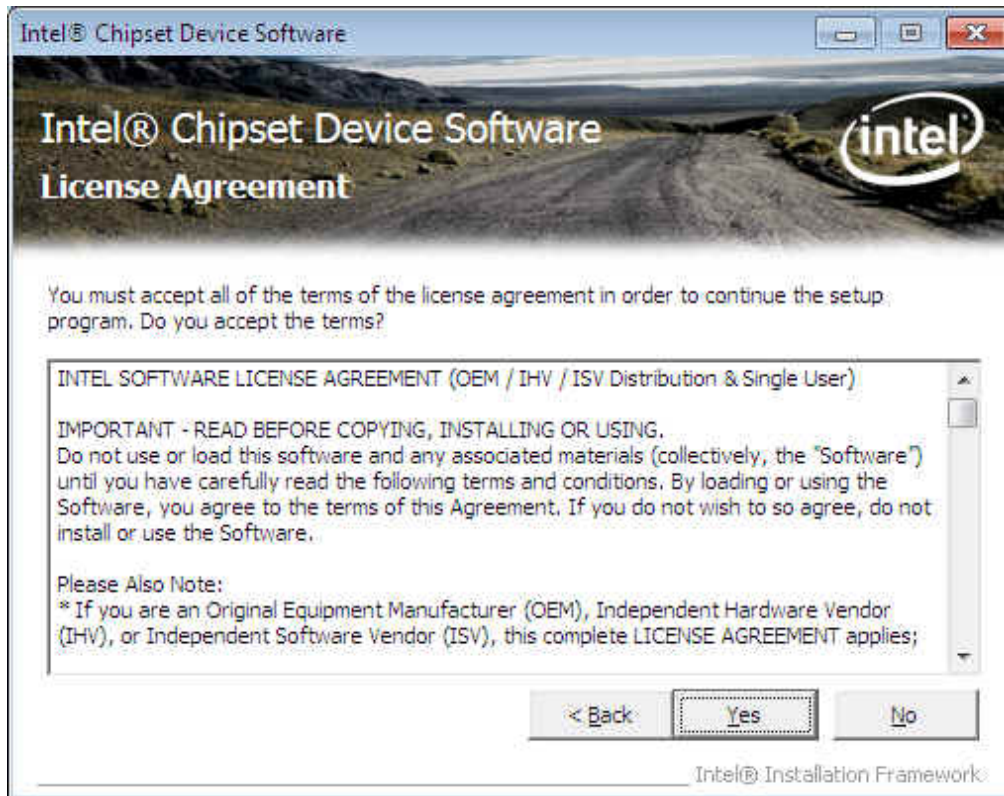 Intel® Chipset Device Software
Intel® Chipset Device Software
intel
License Agreement
You must accept all of the terms of the license agreement in order to continue the setup
program. Do you accept the terms?
INTEL SOFTWARE LICENSE AGREEMENT (OEM / IHV / ISV Distribution & Single User)
IMPORTANT - READ BEFORE COPYING, INSTALLING OR USING.
Do not use or load this software and any associated materials (collectively, the "Software")
until you have carefully read the following terms and conditions. By loading or using the
Software, you agree to the terms of this Agreement. If you do not wish to so agree, do not
install or use the Software.
Please Also Note:
* If you are an Original Equipment Manufacturer (OEM), Independent Hardware Vendor
(IHV), or Independent Software Vendor (ISV), this complete LICENSE AGREEMENT applies;
< Back Yes No
Intel® Installation Framework